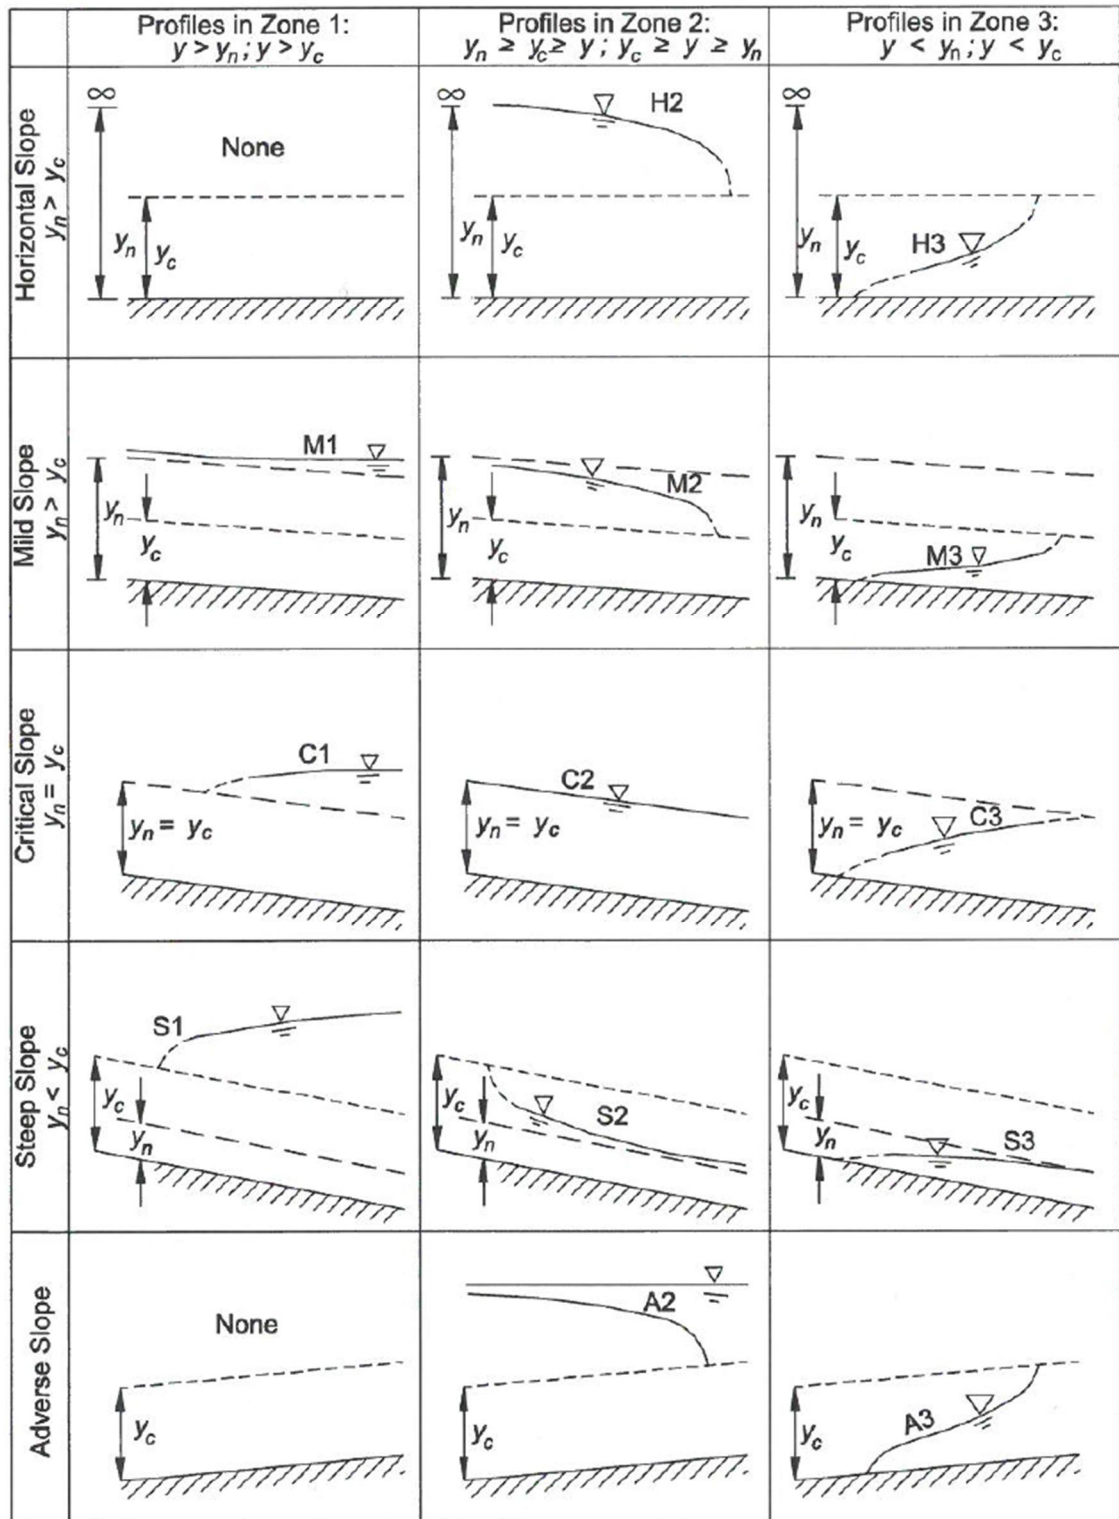 Profiles in Zone 1:
y > yn ; y > yc
Profiles in Zone 2:
yn ≥ yc ≥ y ; yc ≥ y ≥ yn
Profiles in Zone 3:
y < yn ; y < yc
Horizontal Slope
yn > yc
∞
None
yn
yc
∞
H2
yn
yc
∞
yn
yc
H3
Mild Slope
yn > yc
M1
yn
yc
M2
yn
yc
yn
yc
M3
Critical Slope
yn = yc
C1
yn = yc
C2
yn = yc
C3
yn = yc
Steep Slope
yn < yc
S1
yc
yn
yc
S2
yn
yc
yn
S3
Adverse Slope
None
yc
A2
yc
A3
yc